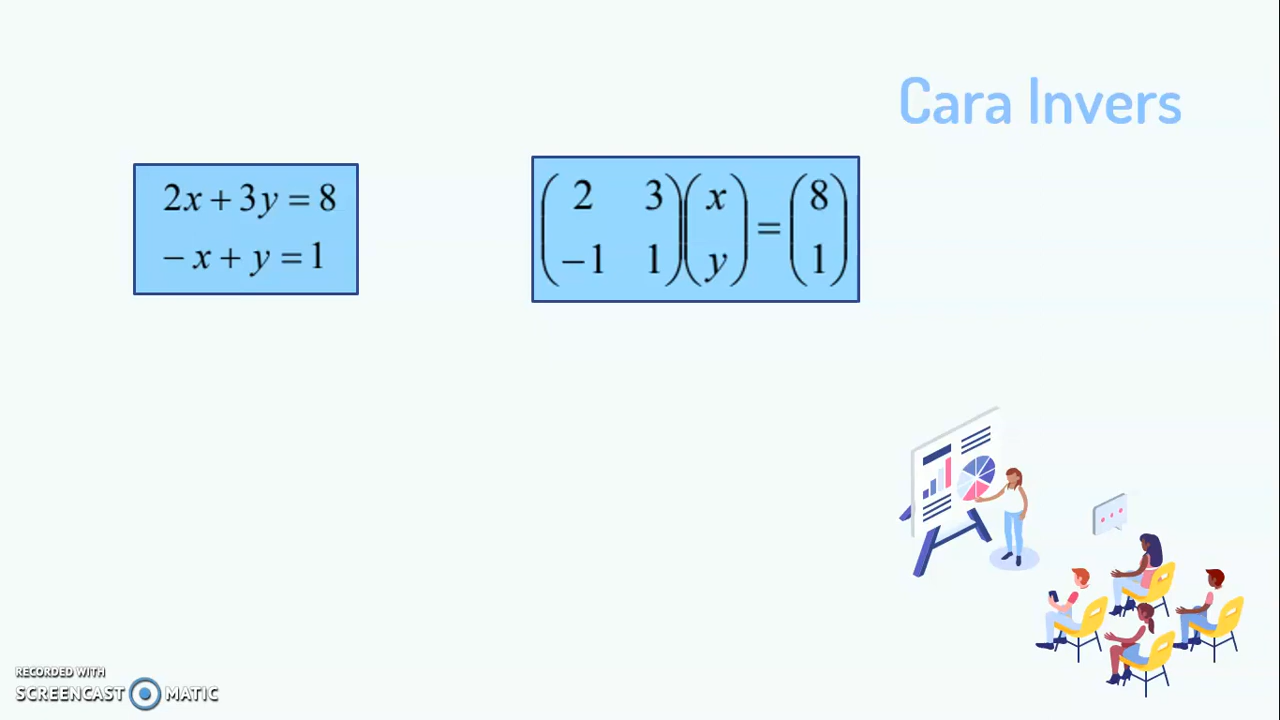 Cara Invers
2x + 3y = 8
− x + y = 1
( 2 3 ) ( x ) = ( 8 )
( −1 1 ) ( y ) ( 1 )
RECORDED WITH
SCREENCAST MATIC